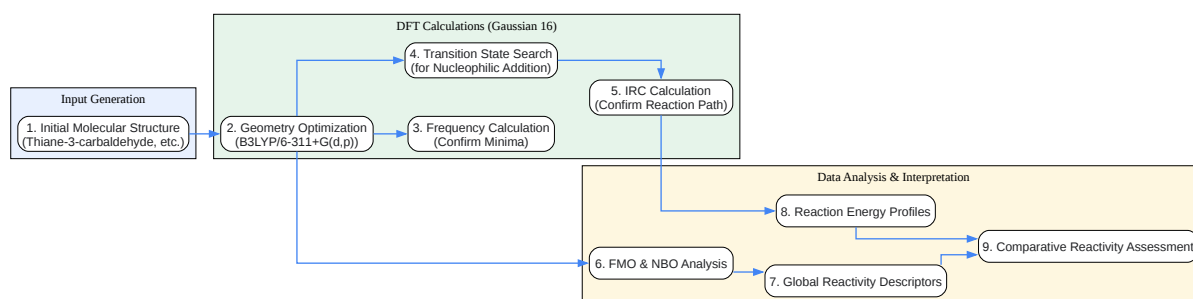 DFT Calculations (Gaussian 16)
4. Transition State Search
(for Nucleophilic Addition)
5. IRC Calculation
(Confirm Reaction Path)
Input Generation
1. Initial Molecular Structure
(Thiane-3-carbaldehyde, etc.)
2. Geometry Optimization
(B3LYP/6-311+G(d,p))
3. Frequency Calculation
(Confirm Minima)
Data Analysis & Interpretation
8. Reaction Energy Profiles
9. Comparative Reactivity Assessment
6. FMO & NBO Analysis
7. Global Reactivity Descriptors